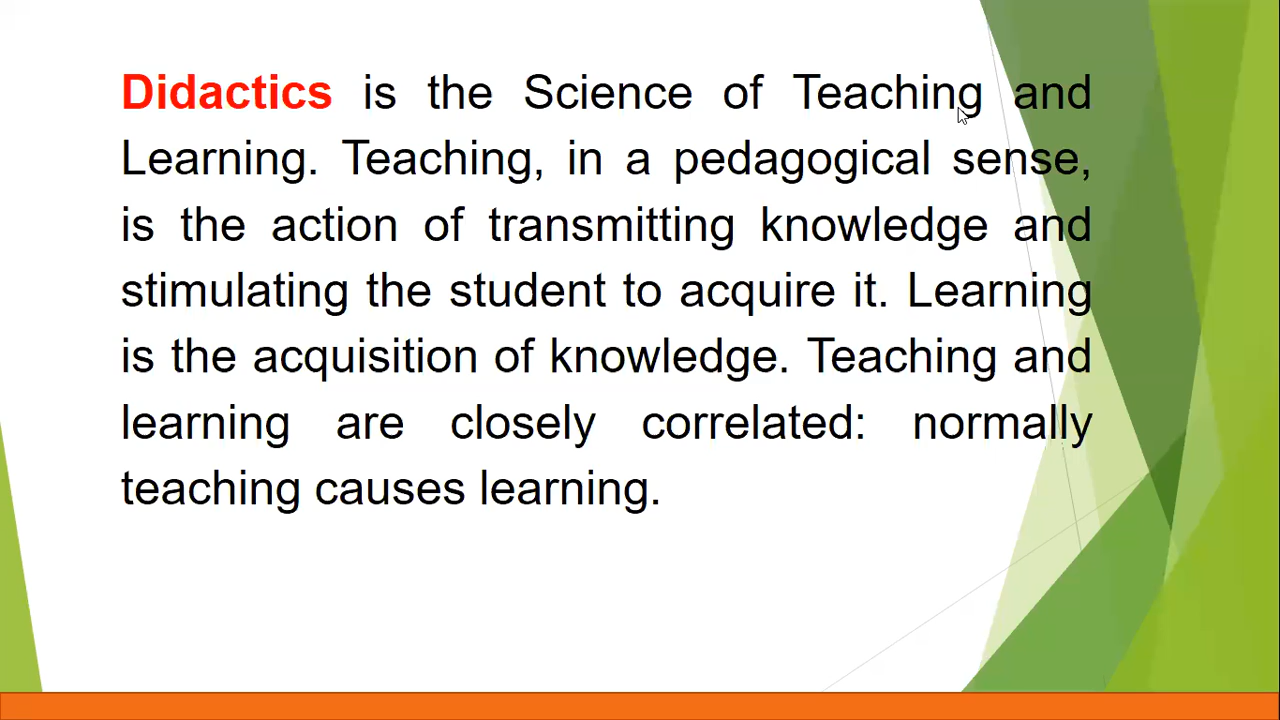 Didactics is the Science of Teaching and
Learning. Teaching, in a pedagogical sense,
is the action of transmitting knowledge and
stimulating the student to acquire it. Learning
is the acquisition of knowledge. Teaching and
learning are closely correlated: normally
teaching causes learning.